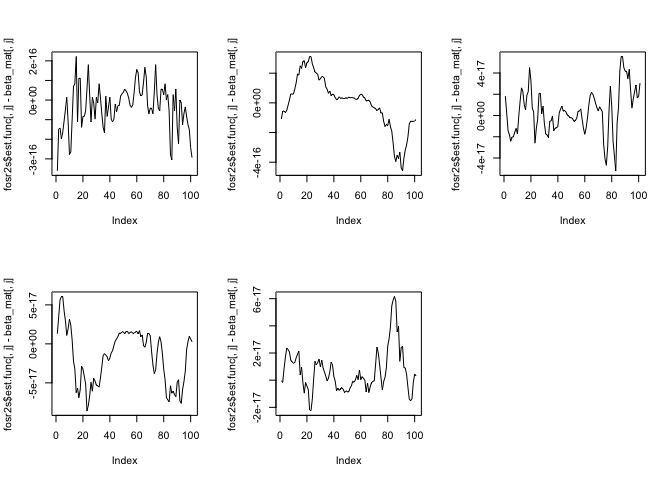 fosr2s$est.func[, j] - beta_mat[, j]
2e-16
0e+00
-3e-16
0 20 40 60 80 100
Index
fosr2s$est.func[, j] - beta_mat[, j]
0e+00
-4e-16
0 20 40 60 80 100
Index
fosr2s$est.func[, j] - beta_mat[, j]
4e-17
0e+00
-4e-17
0 20 40 60 80 100
Index
fosr2s$est.func[, j] - beta_mat[, j]
5e-17
0e+00
-5e-17
0 20 40 60 80 100
Index
fosr2s$est.func[, j] - beta_mat[, j]
6e-17
2e-17
-2e-17
0 20 40 60 80 100
Index